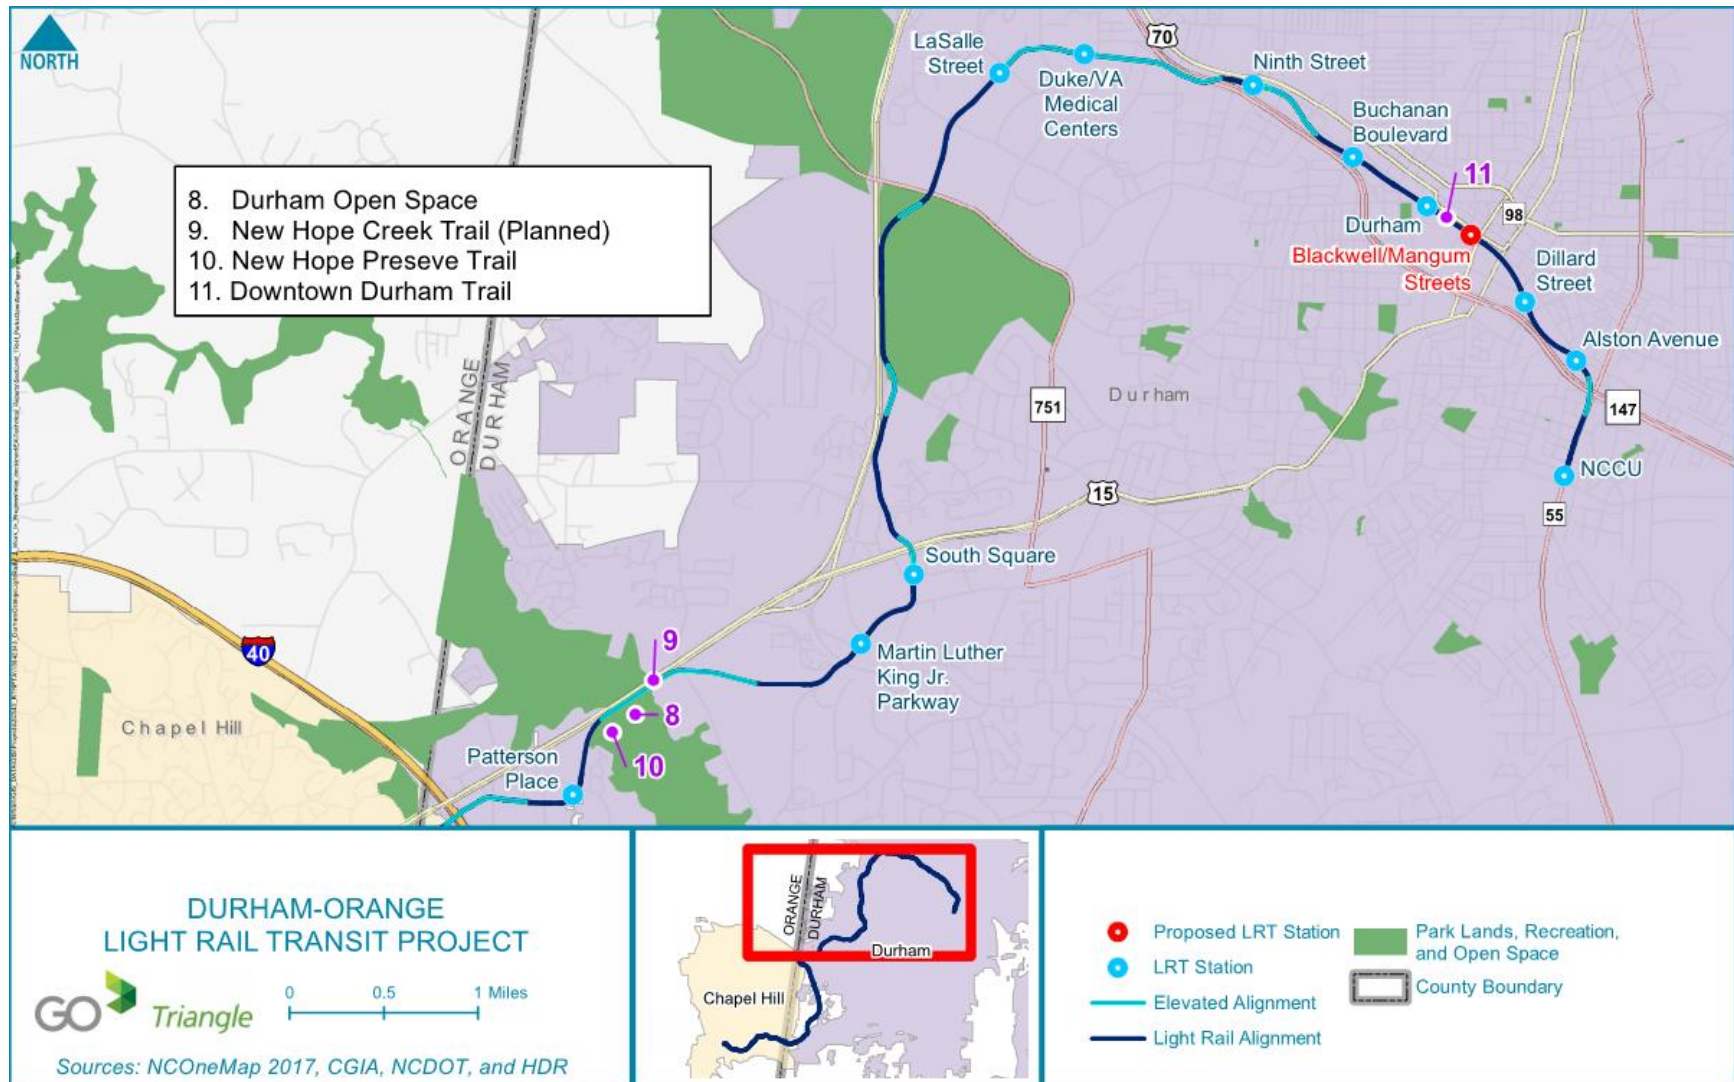 NORTH
8. Durham Open Space
9. New Hope Creek Trail (Planned)
10. New Hope Preseve Trail
11. Downtown Durham Trail
LaSalle
Street
Duke/VA
Medical
Centers
70
Ninth Street
Buchanan
Boulevard
11
98
Durham
Blackwell/Mangum
Streets
Dillard
Street
Alston Avenue
147
NCCU
55
ORANGE
DURHAM
751
Durham
15
South Square
Martin Luther
King Jr.
Parkway
9
8
10
40
Chapel Hill
Patterson
Place
DURHAM-ORANGE
LIGHT RAIL TRANSIT PROJECT
GO Triangle
0 0.5 1 Miles
Sources: NCOneMap 2017, CGIA, NCDOT, and HDR
ORANGE
DURHAM
Durham
Chapel Hill
Proposed LRT Station
LRT Station
Elevated Alignment
Light Rail Alignment
Park Lands, Recreation,
and Open Space
County Boundary